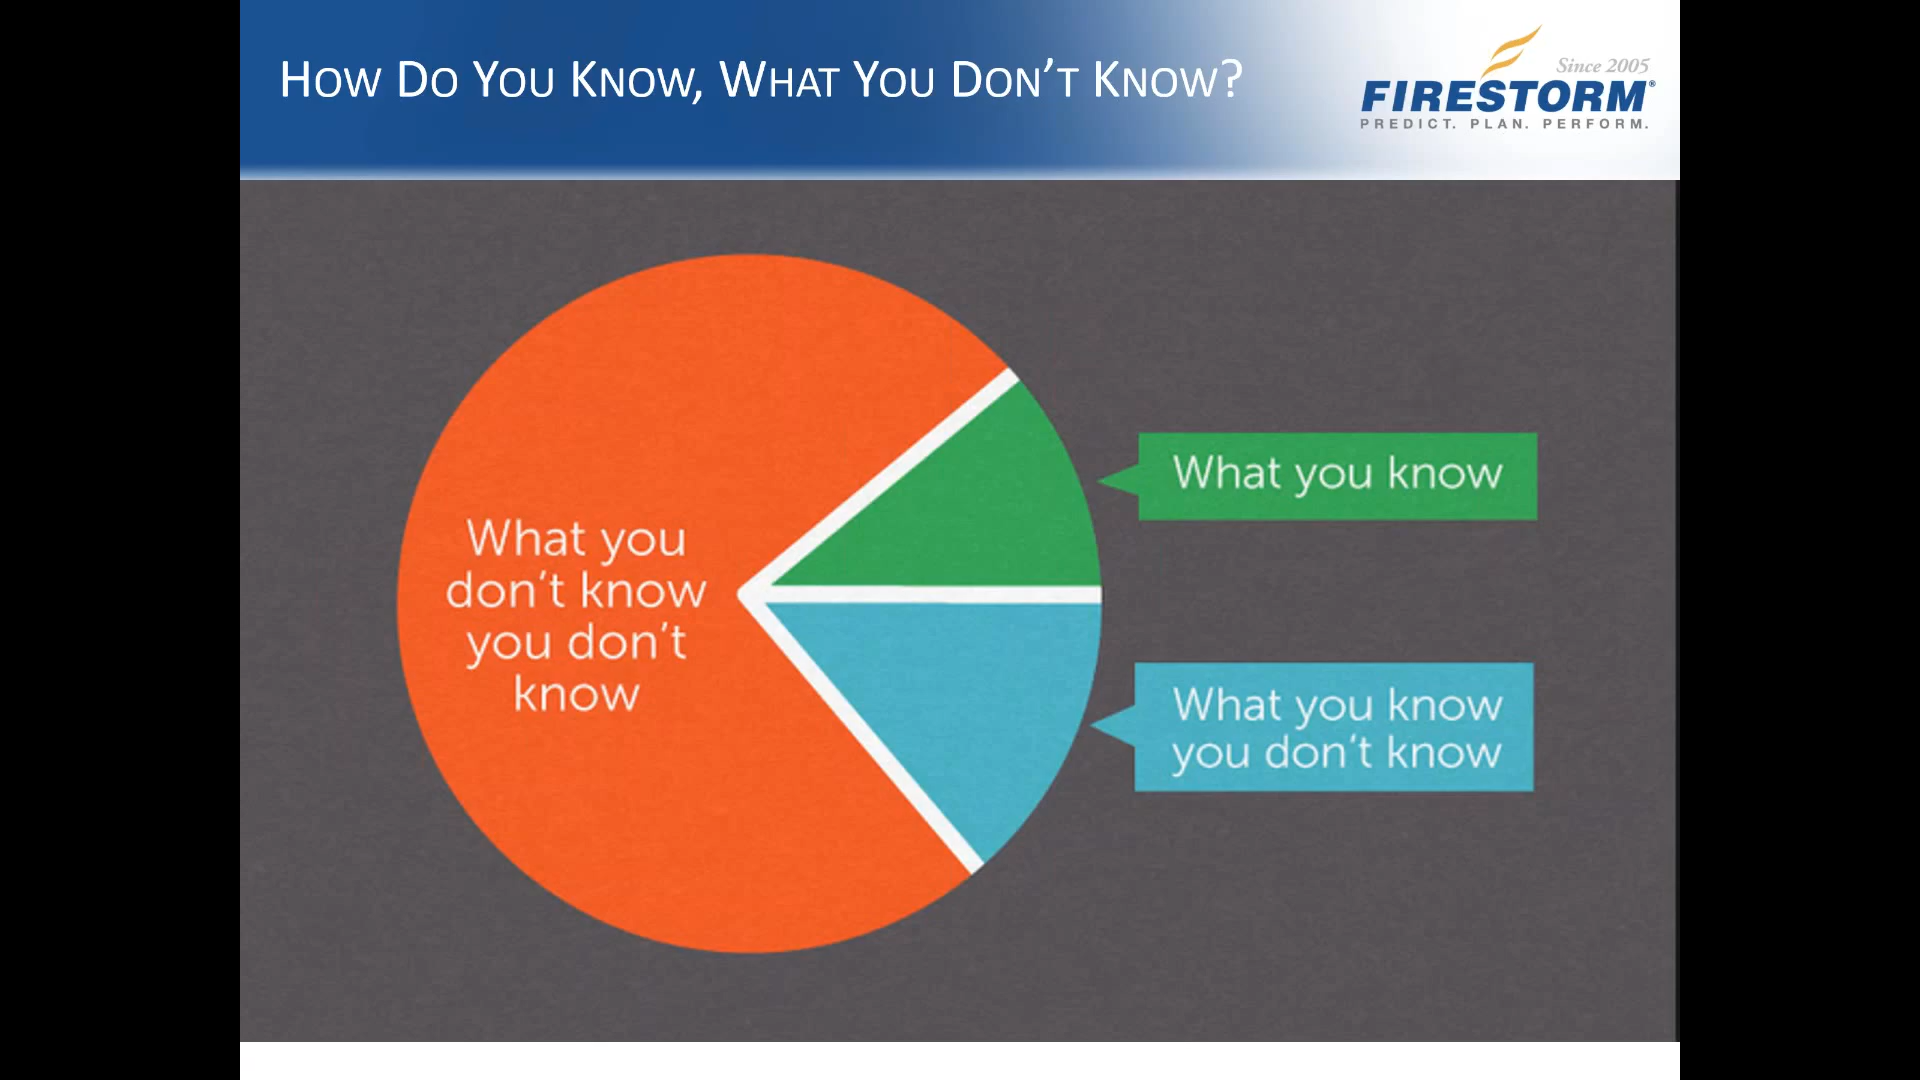 HOW DO YOU KNOW, WHAT YOU DON'T KNOW?
Since 2005
FIRESTORM®
PREDICT. PLAN. PERFORM.
What you know
What you
don't know
you don't
know
What you know
you don't know